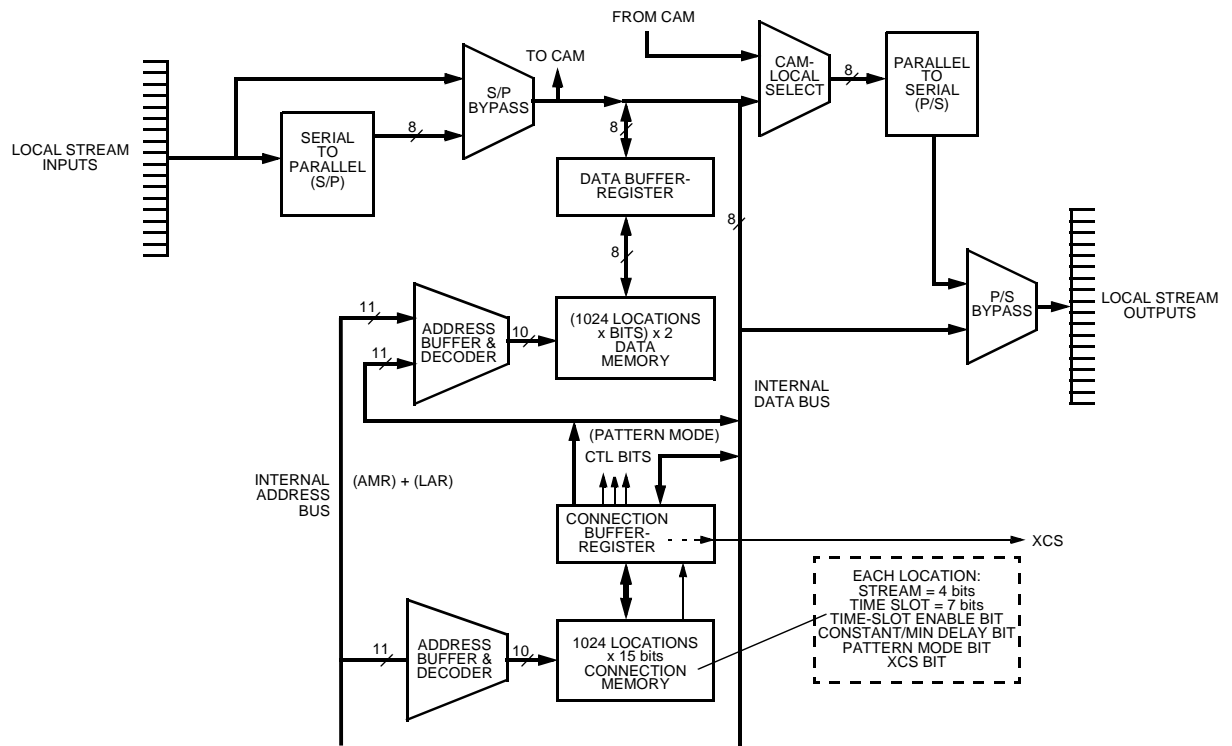 FROM CAM
TO CAM
8
S/P
BYPASS
CAM-
LOCAL
SELECT
8
PARALLEL
TO
SERIAL
(P/S)
LOCAL STREAM
INPUTS
SERIAL
TO
PARALLEL
(S/P)
8
DATA BUFFER-
REGISTER
8
8
P/S
BYPASS
LOCAL STREAM
OUTPUTS
11
11
ADDRESS
BUFFER &
DECODER
10
(1024 LOCATIONS
x BITS) x 2
DATA
MEMORY
INTERNAL
DATA BUS
(PATTERN MODE)
CTL BITS
INTERNAL
ADDRESS
BUS
(AMR) + (LAR)
CONNECTION
BUFFER-
REGISTER
XCS
EACH LOCATION:
STREAM = 4 bits
TIME SLOT = 7 bits
TIME-SLOT ENABLE BIT
CONSTANT/MIN DELAY BIT
PATTERN MODE BIT
XCS BIT
11
ADDRESS
BUFFER &
DECODER
10
1024 LOCATIONS
x 15 bits
CONNECTION
MEMORY